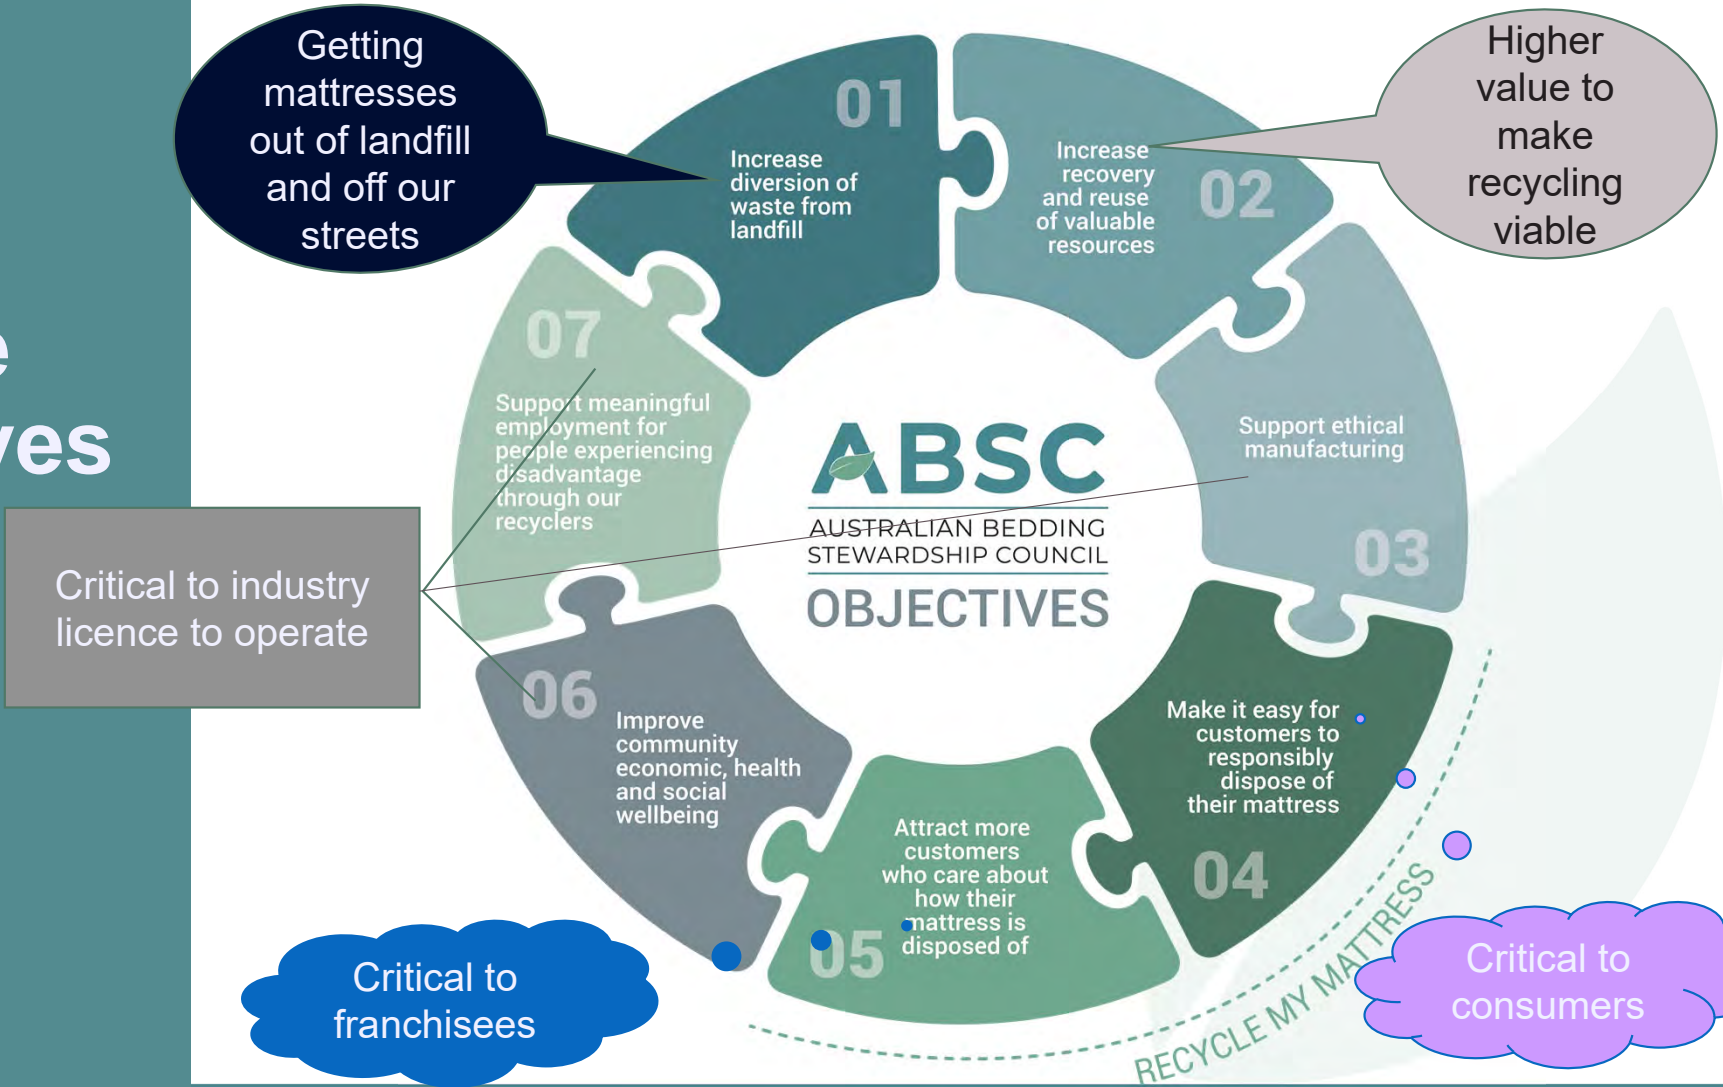 Getting
mattresses
out of landfill
and off our
streets
01
Increase
diversion of
waste from
landfill
Increase
recovery
and reuse
of valuable
resources
02
Higher
value to
make
recycling
viable
07
Support meaningful
employment for
people experiencing
disadvantage
through our
recyclers
ABSC
AUSTRALIAN BEDDING
STEWARDSHIP COUNCIL
OBJECTIVES
Support ethical
manufacturing
03
e
ves
Critical to industry
licence to operate
06
Improve
community
economic, health
and social
wellbeing
Attract more
customers
who care about
how their
mattress is
disposed of
05
Make it easy for
customers to
responsibly
dispose of
their mattress
04
RECYCLE MY MATTRESS
Critical to
franchisees
Critical to
consumers